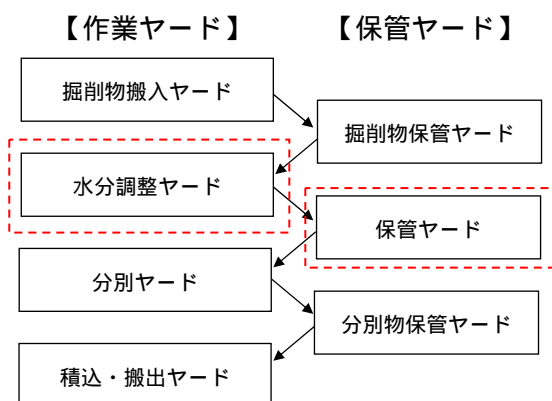 【作業ヤード】
【保管ヤード】
掘削物搬入ヤード
掘削物保管ヤード
水分調整ヤード
保管ヤード
分別ヤード
分別物保管ヤード
積込・搬出ヤード